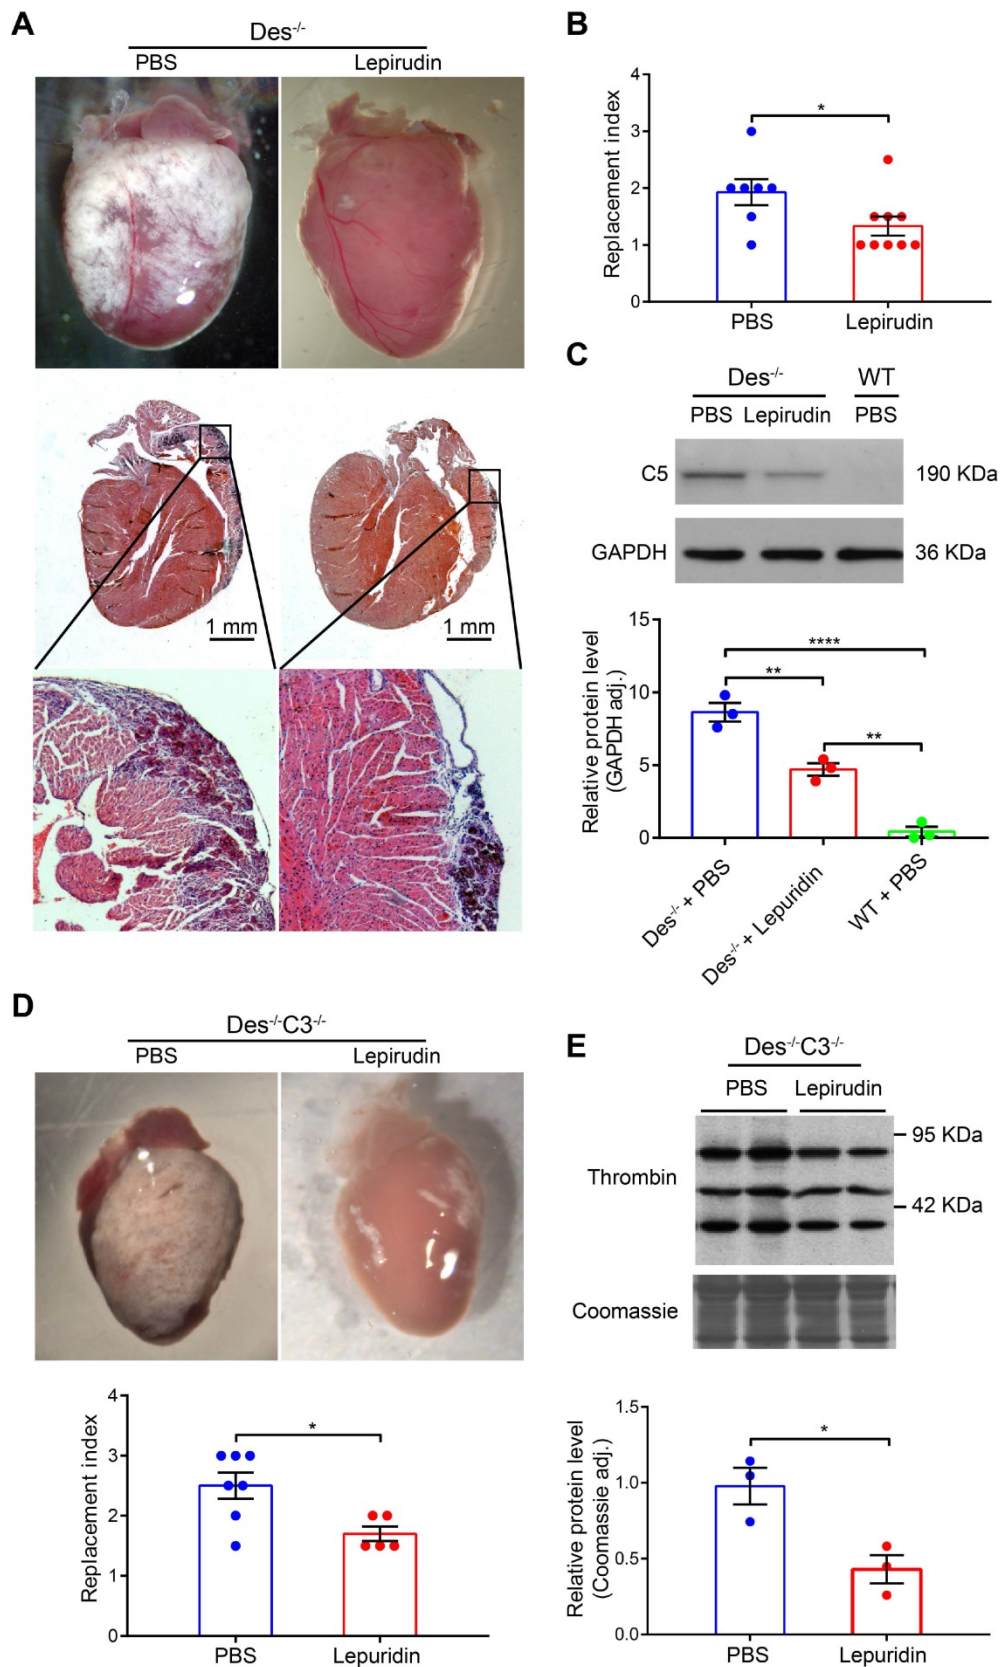 A
Des-/-
PBS Lepirudin
1 mm 1 mm
B
Replacement index
4
3
2
1
0
*
PBS Lepirudin
C
Des-/- WT
PBS Lepirudin PBS
C5 190 KDa
GAPDH 36 KDa
Relative protein level
(GAPDH adj.)
15
10
5
0
****
**
**
Des-/- + PBS
Des-/- + Lepuridin
WT + PBS
D
Des-/-C3-/-
PBS Lepirudin
Replacement index
4
3
2
1
0
*
PBS Lepuridin
E
Des-/-C3-/-
PBS Lepirudin
95 KDa
Thrombin
42 KDa
Coomassie
Relative protein level
(Coomassie adj.)
1.5
1.0
0.5
0.0
*
PBS Lepuridin